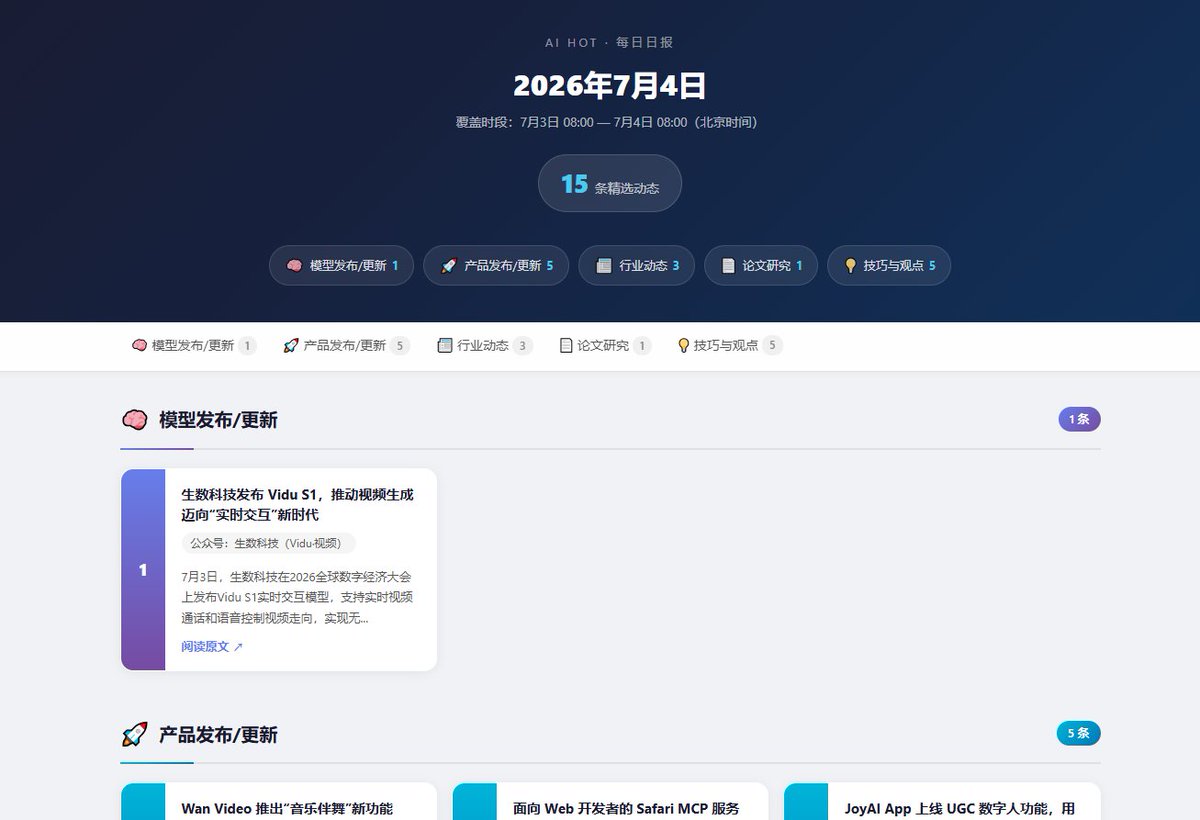 AI HOT · 每日日报
2026年7月4日
覆盖时段：7月3日 08:00 — 7月4日 08:00（北京时间）
15 条精选动态
模型发布/更新 1
产品发布/更新 5
行业动态 3
论文研究 1
技巧与观点 5
模型发布/更新 1
产品发布/更新 5
行业动态 3
论文研究 1
技巧与观点 5
模型发布/更新
1 条
1
生数科技发布 Vidu S1，推动视频生成
迈向“实时交互”新时代
公众号：生数科技（Vidu·视频）
7月3日，生数科技在2026全球数字经济大会
上发布Vidu S1实时交互模型，支持实时视频
通话和语音控制视频走向，实现无...
阅读原文 ↗
产品发布/更新
5 条
Wan Video 推出“音乐伴舞”新功能
面向 Web 开发者的 Safari MCP 服务
JoyAI App 上线 UGC 数字人功能，用